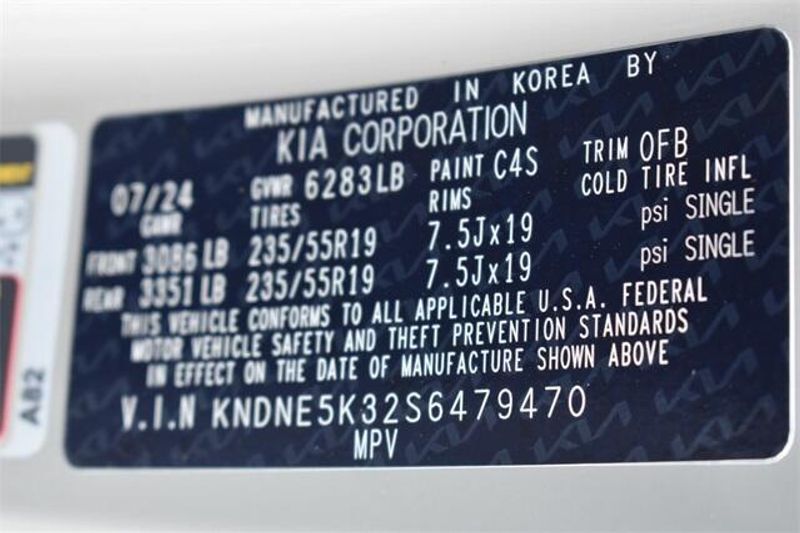 MANUFACTURED IN KOREA BY
KIA CORPORATION
07/24 GVWR 6283LB PAINT C4S TRIM OFB
GAWR TIRES RIMS COLD TIRE INFL
FRONT 3086 LB 235/55R19 7.5Jx19 psi SINGLE
REAR 3351 LB 235/55R19 7.5Jx19 psi SINGLE
THIS VEHICLE CONFORMS TO ALL APPLICABLE U.S.A. FEDERAL
MOTOR VEHICLE SAFETY AND THEFT PREVENTION STANDARDS
IN EFFECT ON THE DATE OF MANUFACTURE SHOWN ABOVE
V.I.N KNDNE5K32S6479470
MPV
A82